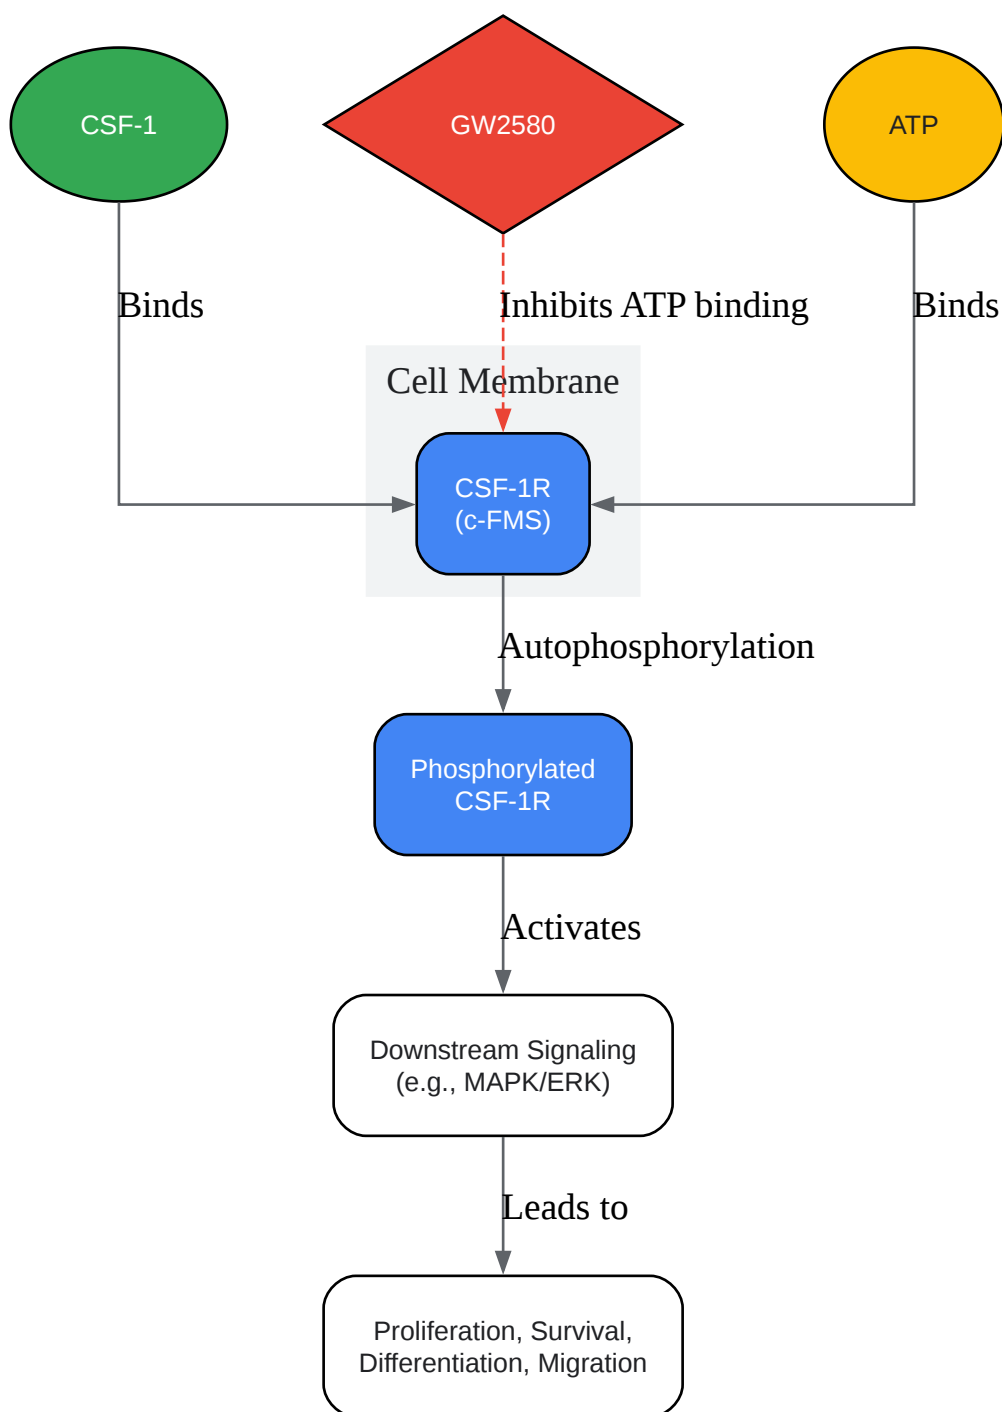 CSF-1
GW2580
ATP
Binds
Inhibits ATP binding
Binds
Cell Membrane
CSF-1R
(c-FMS)
Autophosphorylation
Phosphorylated
CSF-1R
Activates
Downstream Signaling
(e.g., MAPK/ERK)
Leads to
Proliferation, Survival,
Differentiation, Migration